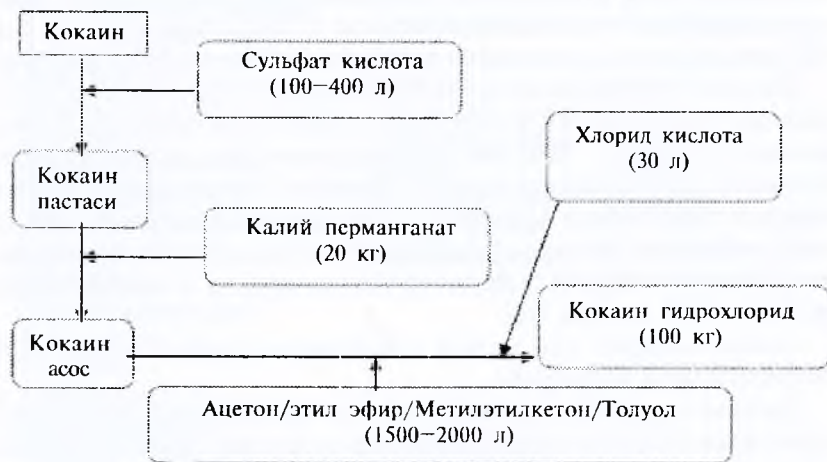 Кокаин
Сульфат кислота
(100–400 л)
Хлорид кислота
(30 л)
Кокаин
пастаси
Калий перманганат
(20 кг)
Кокаин гидрохлорид
(100 кг)
Кокаин
асос
Ацетон/этил эфир/Метилэтилкетон/Толуол
(1500–2000 л)